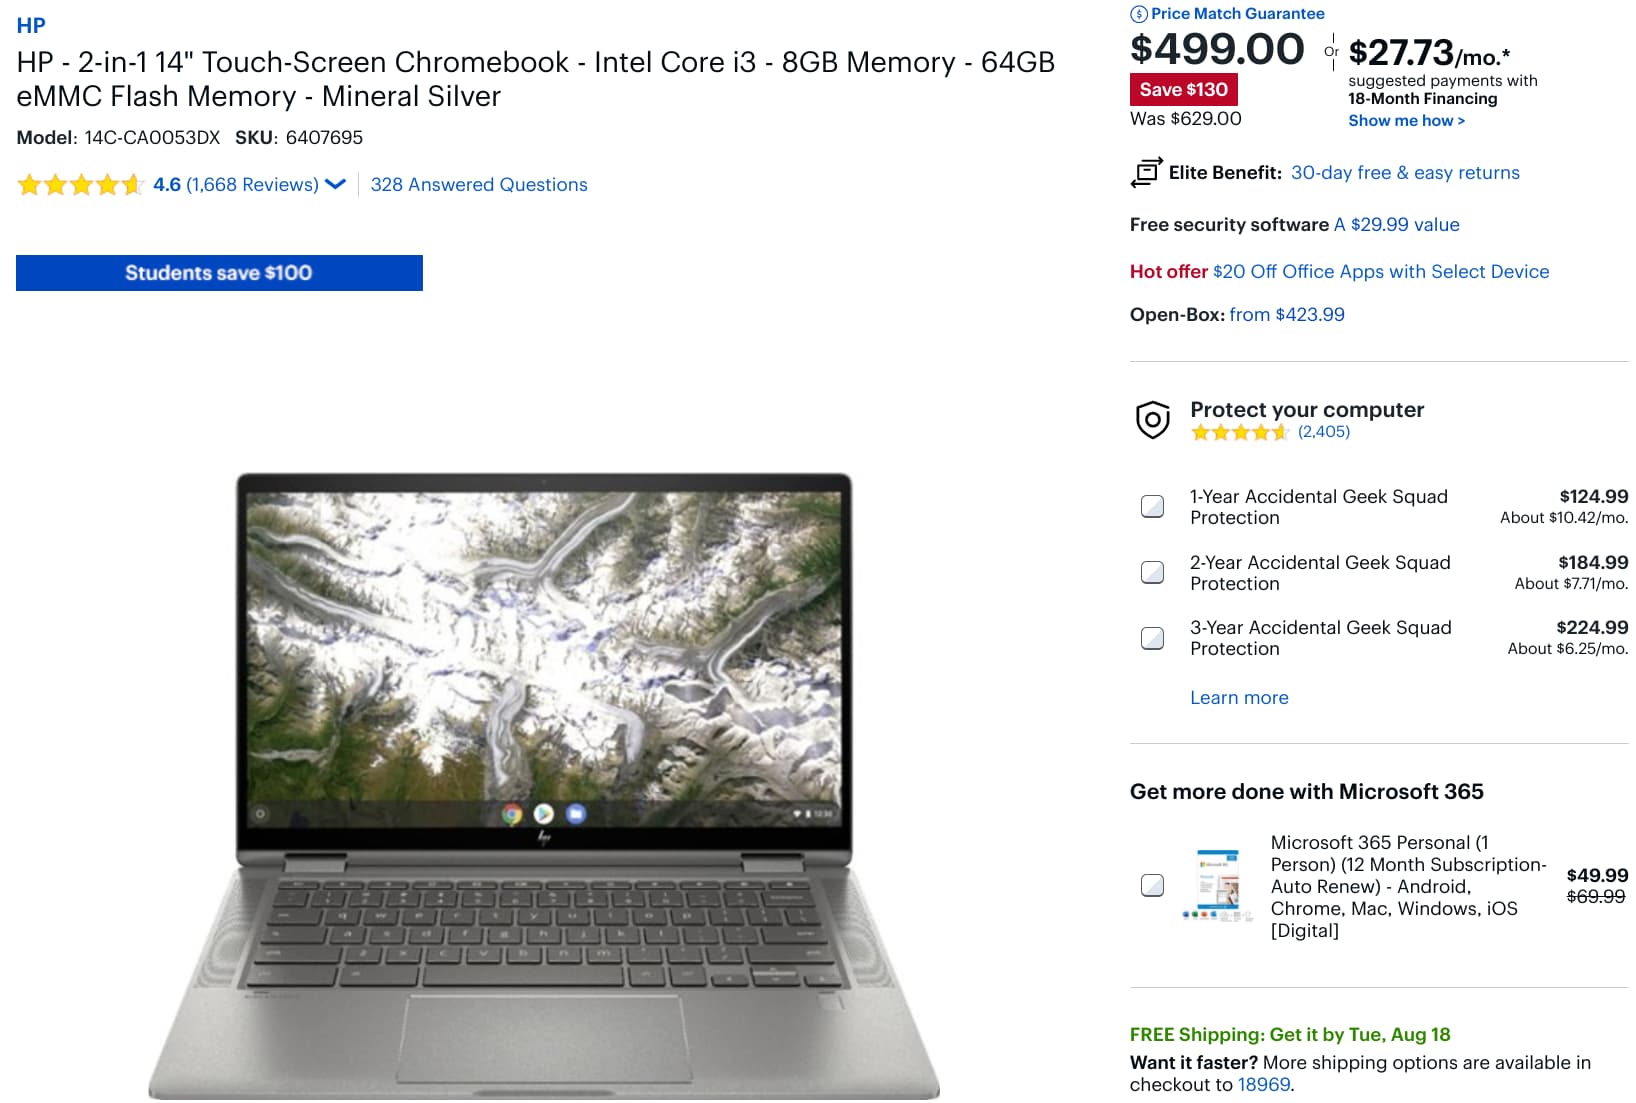 HP
HP - 2-in-1 14" Touch-Screen Chromebook - Intel Core i3 - 8GB Memory - 64GB
eMMC Flash Memory - Mineral Silver
Model: 14C-CA0053DX SKU: 6407695
4.6 (1,668 Reviews) 328 Answered Questions
Students save $100
hp
12:30
Price Match Guarantee
$499.00
Or
$27.73/mo.*
suggested payments with
18-Month Financing
Show me how >
Save $130
Was $629.00
Elite Benefit: 30-day free & easy returns
Free security software A $29.99 value
Hot offer $20 Off Office Apps with Select Device
Open-Box: from $423.99
Protect your computer
(2,405)
1-Year Accidental Geek Squad
Protection
$124.99
About $10.42/mo.
2-Year Accidental Geek Squad
Protection
$184.99
About $7.71/mo.
3-Year Accidental Geek Squad
Protection
$224.99
About $6.25/mo.
Learn more
Get more done with Microsoft 365
Microsoft 365 Personal (1
Person) (12 Month Subscription-
Auto Renew) - Android,
Chrome, Mac, Windows, iOS
[Digital]
$49.99
$69.99
FREE Shipping: Get it by Tue, Aug 18
Want it faster? More shipping options are available in
checkout to 18969.